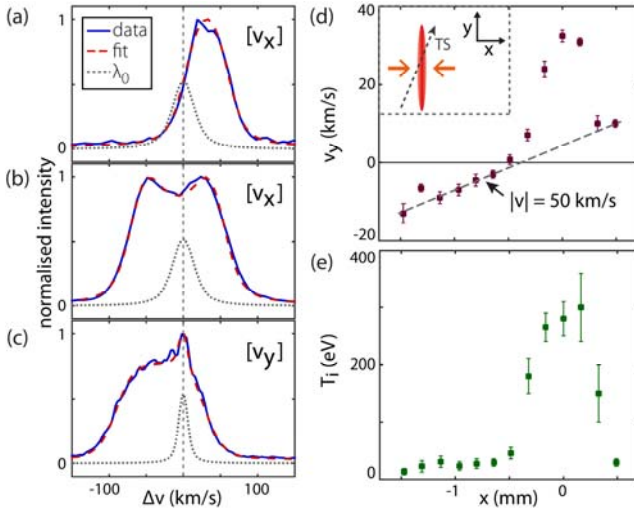 (a)
data
fit
λ0
[vx]
1
0
(b)
[vx]
1
0
normalised intensity
(c)
[vy]
1
0
-100
0
100
Δv (km/s)
(d)
40
20
0
-20
vy (km/s)
y
x
TS
|v| = 50 km/s
(e)
400
200
0
Ti (eV)
-1
0
x (mm)